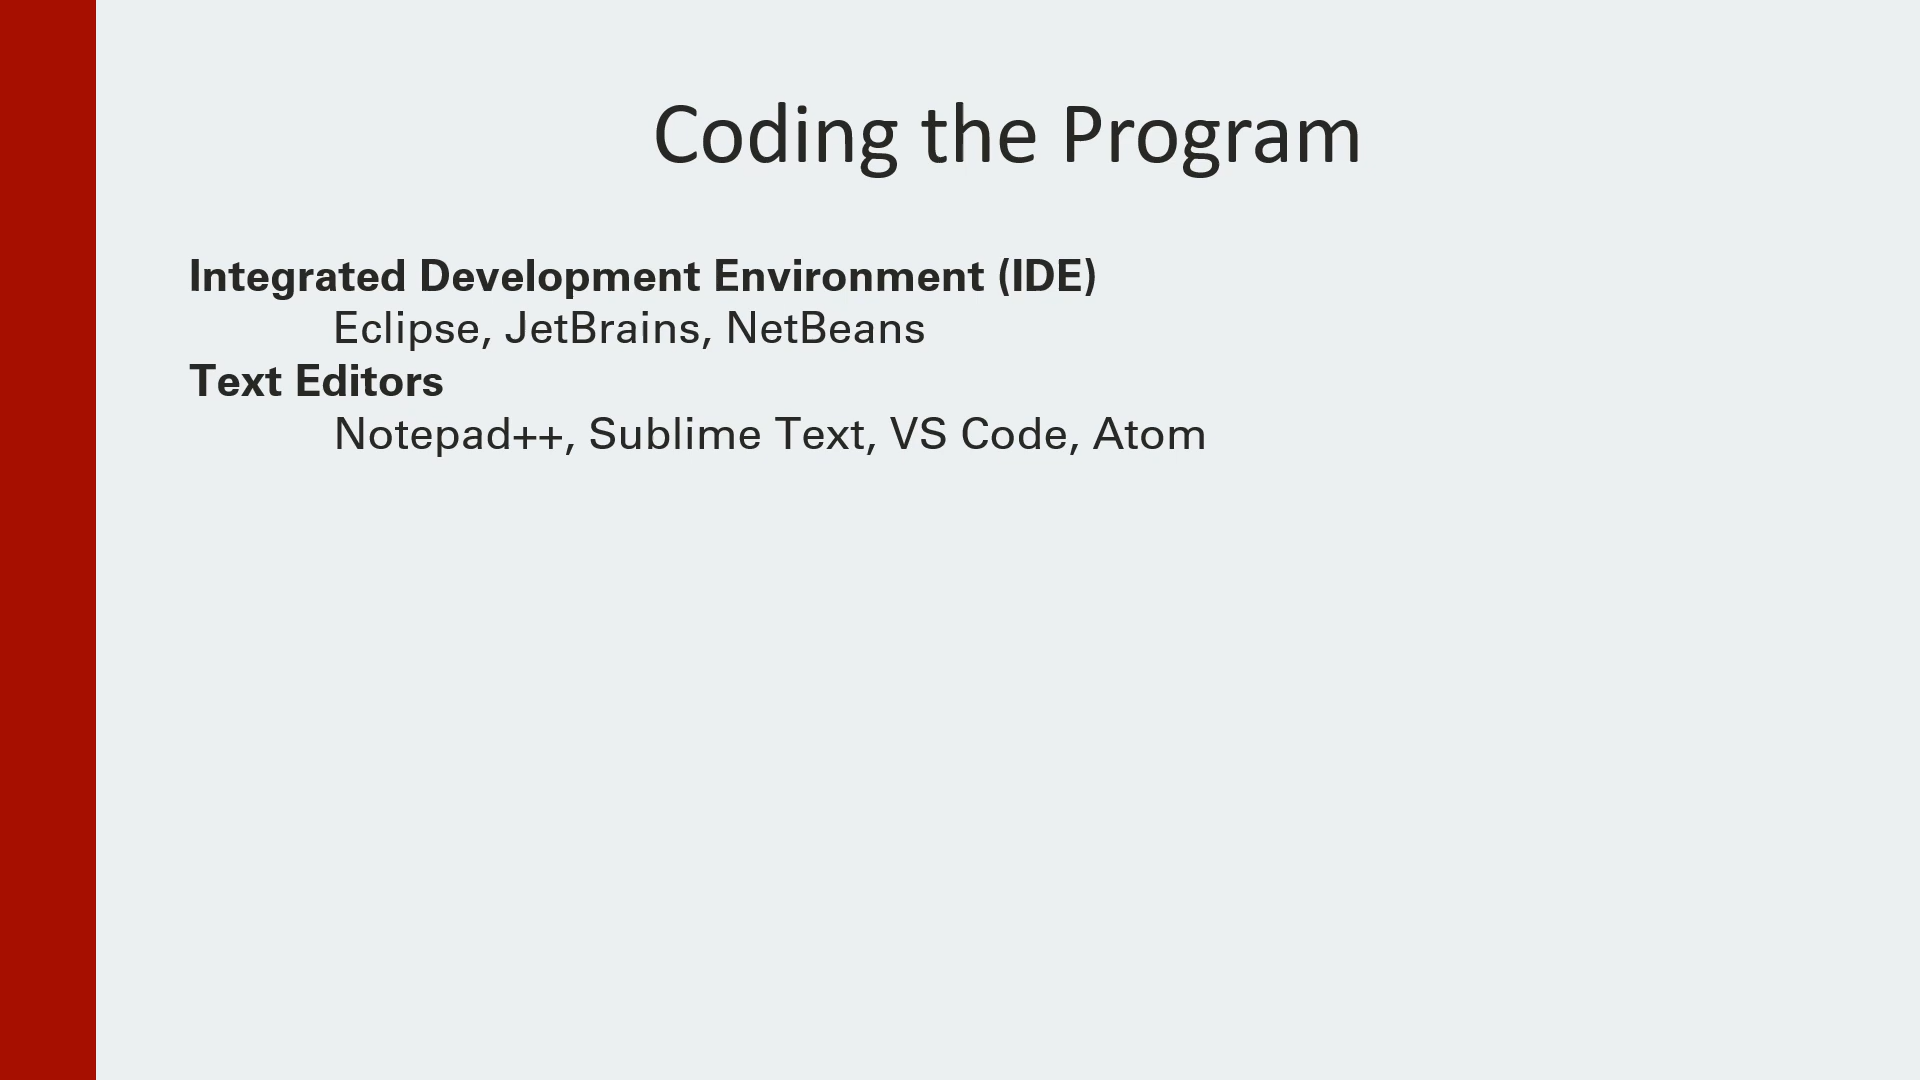 Coding the Program
Integrated Development Environment (IDE)
Eclipse, JetBrains, NetBeans
Text Editors
Notepad++, Sublime Text, VS Code, Atom